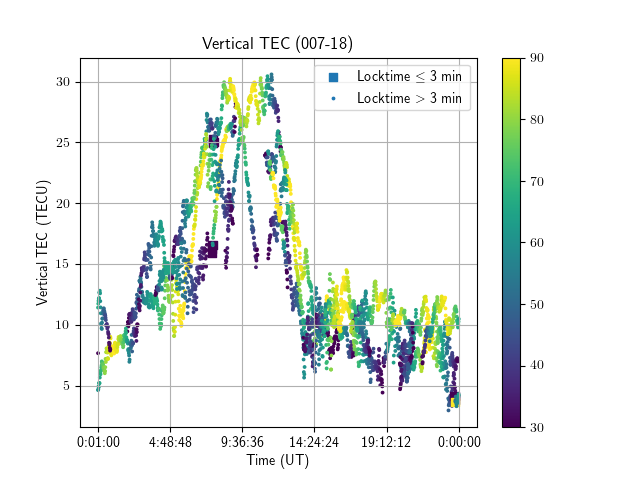 Vertical TEC (007-18)
Locktime ≤ 3 min
Locktime > 3 min
Vertical TEC (TECU)
30
25
20
15
10
5
0:01:00 4:48:48 9:36:36 14:24:24 19:12:12 0:00:00
Time (UT)
90
80
70
60
50
40
30